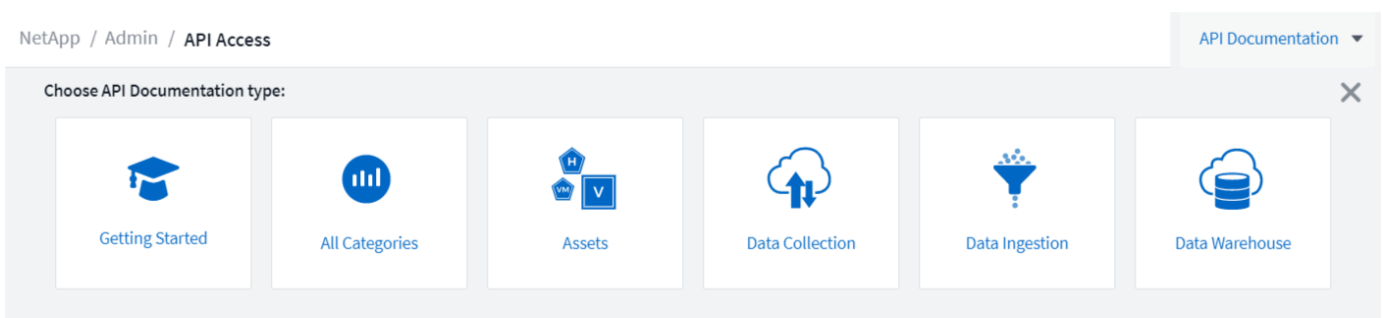 NetApp / Admin / API Access
API Documentation
Choose API Documentation type:
H
VM
V
Getting Started
All Categories
Assets
Data Collection
Data Ingestion
Data Warehouse